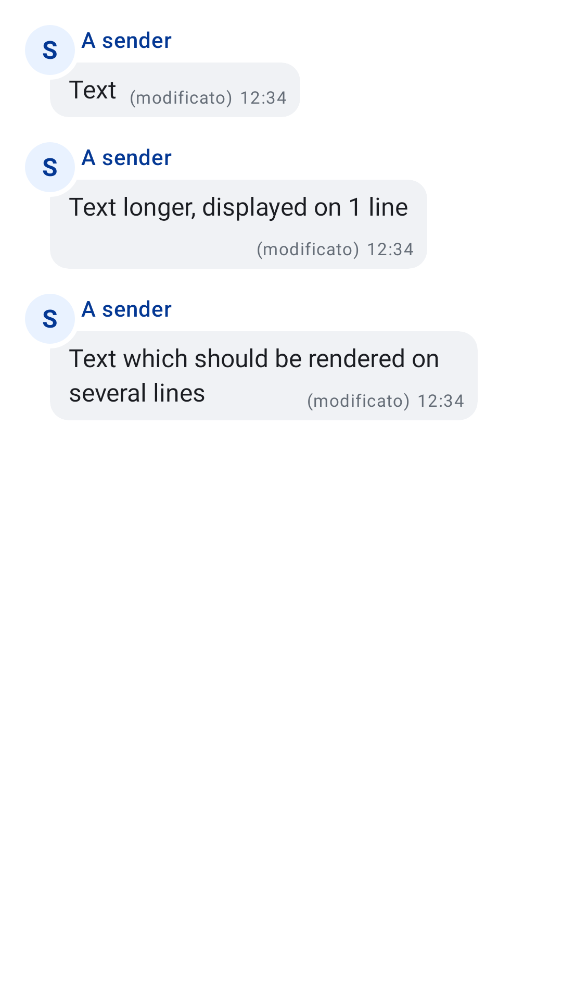 S
A sender
Text (modificato) 12:34
S
A sender
Text longer, displayed on 1 line
(modificato) 12:34
S
A sender
Text which should be rendered on
several lines (modificato) 12:34